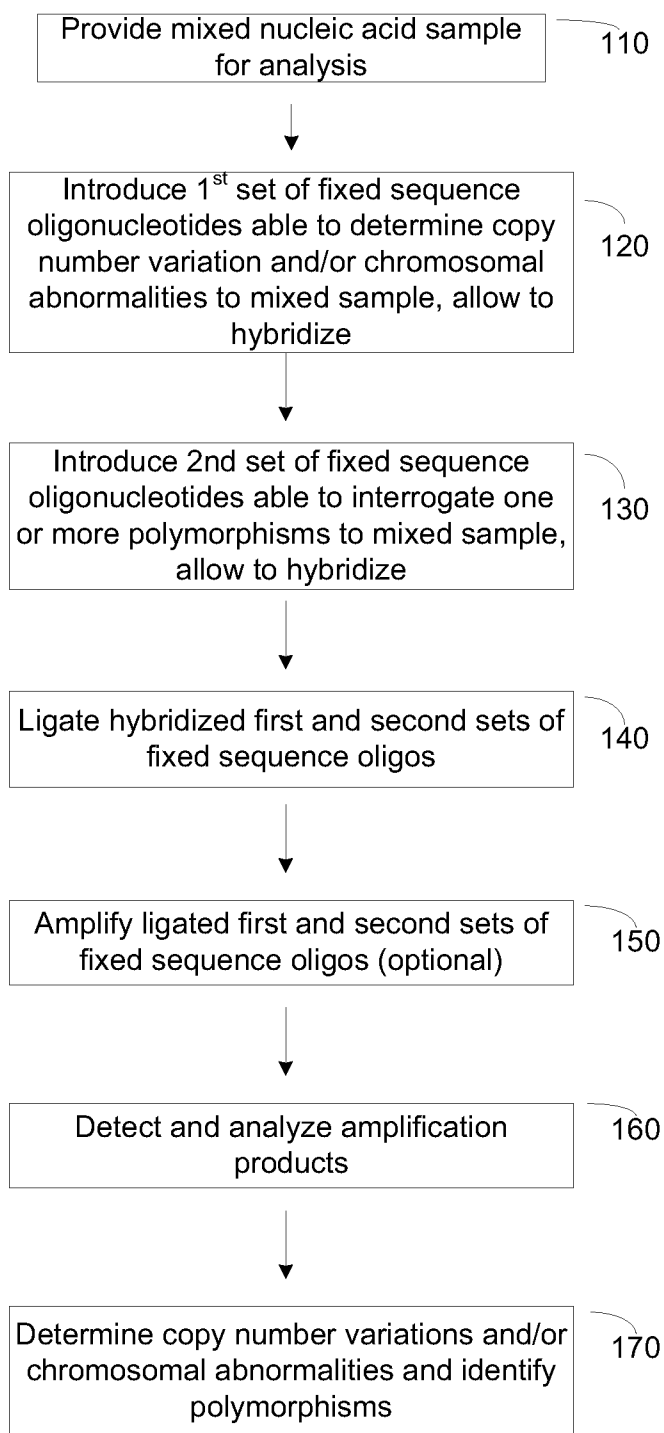 Provide mixed nucleic acid sample
for analysis
110
Introduce 1st set of fixed sequence
oligonucleotides able to determine copy
number variation and/or chromosomal
abnormalities to mixed sample, allow to
hybridize
120
Introduce 2nd set of fixed sequence
oligonucleotides able to interrogate one
or more polymorphisms to mixed sample,
allow to hybridize
130
Ligate hybridized first and second sets of
fixed sequence oligos
140
Amplify ligated first and second sets of
fixed sequence oligos (optional)
150
Detect and analyze amplification
products
160
Determine copy number variations and/or
chromosomal abnormalities and identify
polymorphisms
170